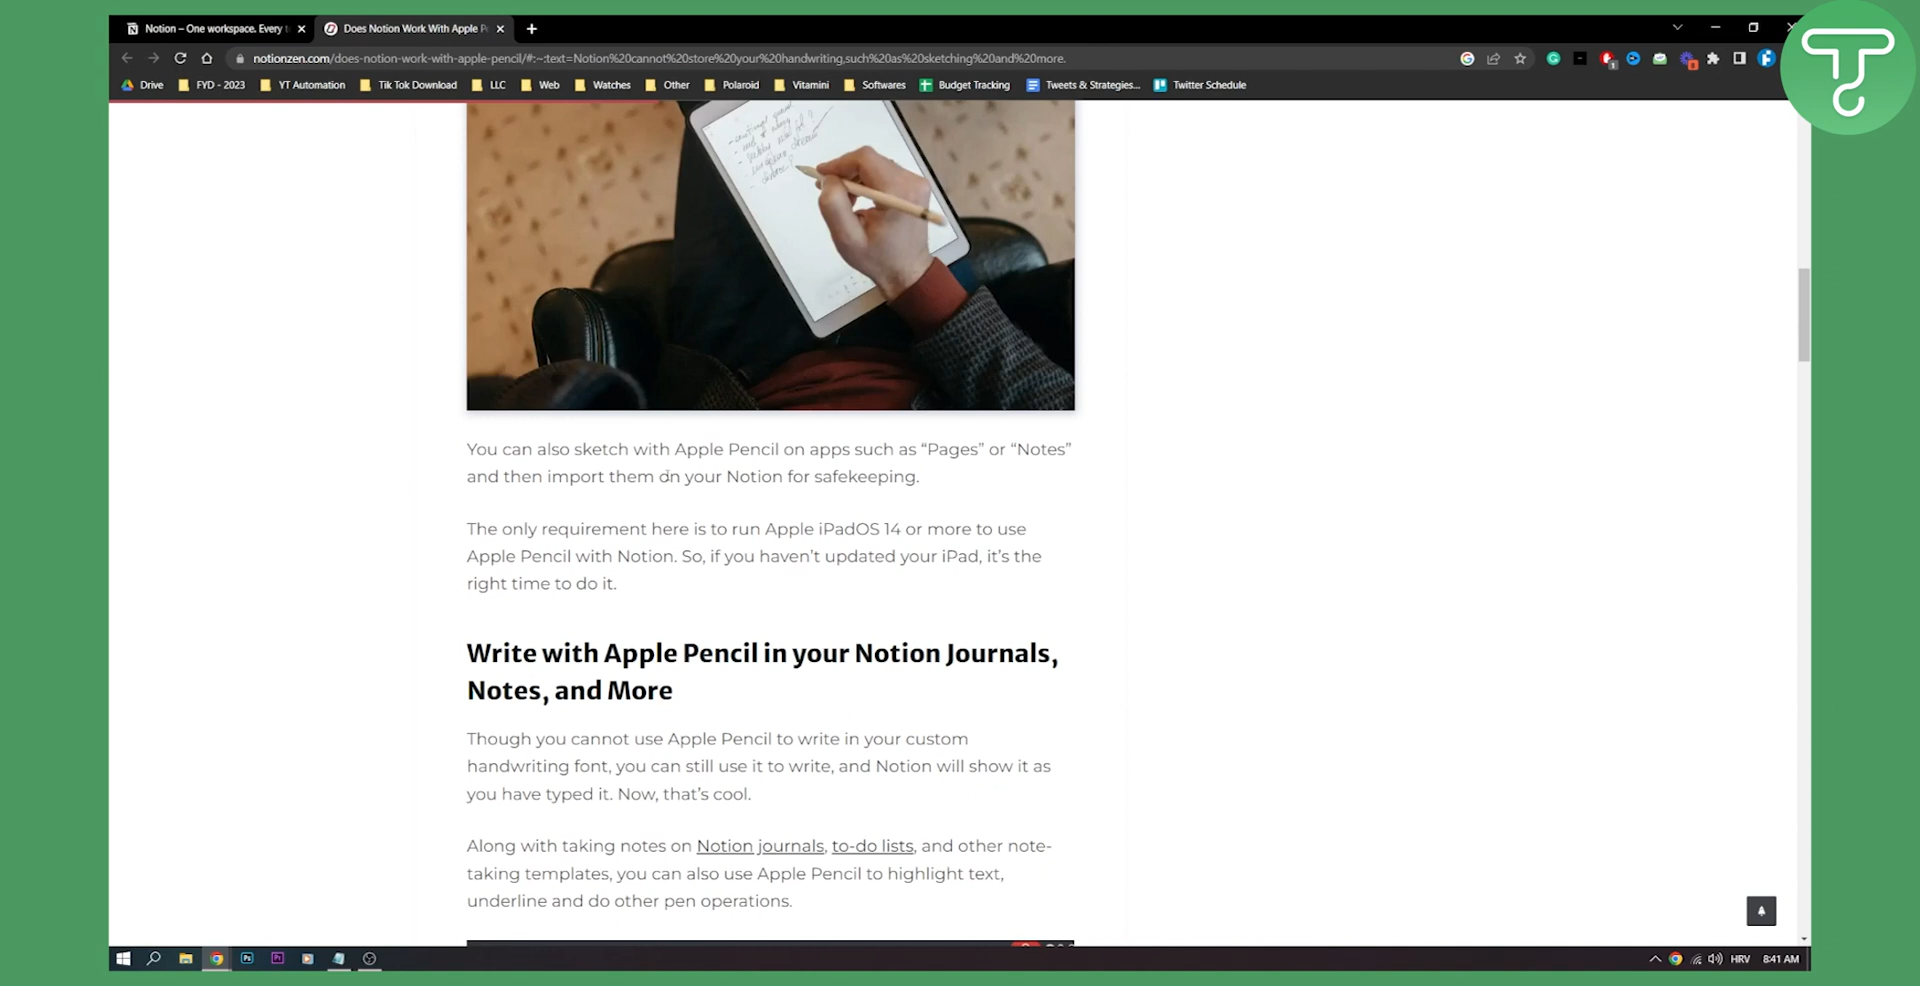 Notion – One workspace. Every t
Does Notion Work With Apple P
notionzen.com/does-notion-work-with-apple-pencil/#:~:text=Notion%20cannot%20store%20your%20handwriting,such%20as%20sketching%20and%20more.
Drive FYD - 2023 YT Automation Tik Tok Download LLC Web Watches Other Polaroid Vitamini Softwares Budget Tracking Tweets & Strategies... Twitter Schedule
You can also sketch with Apple Pencil on apps such as “Pages” or “Notes”
and then import them on your Notion for safekeeping.
The only requirement here is to run Apple iPadOS 14 or more to use
Apple Pencil with Notion. So, if you haven’t updated your iPad, it’s the
right time to do it.
Write with Apple Pencil in your Notion Journals,
Notes, and More
Though you cannot use Apple Pencil to write in your custom
handwriting font, you can still use it to write, and Notion will show it as
you have typed it. Now, that’s cool.
Along with taking notes on Notion journals, to-do lists, and other note-
taking templates, you can also use Apple Pencil to highlight text,
underline and do other pen operations.
HRV 8:41 AM